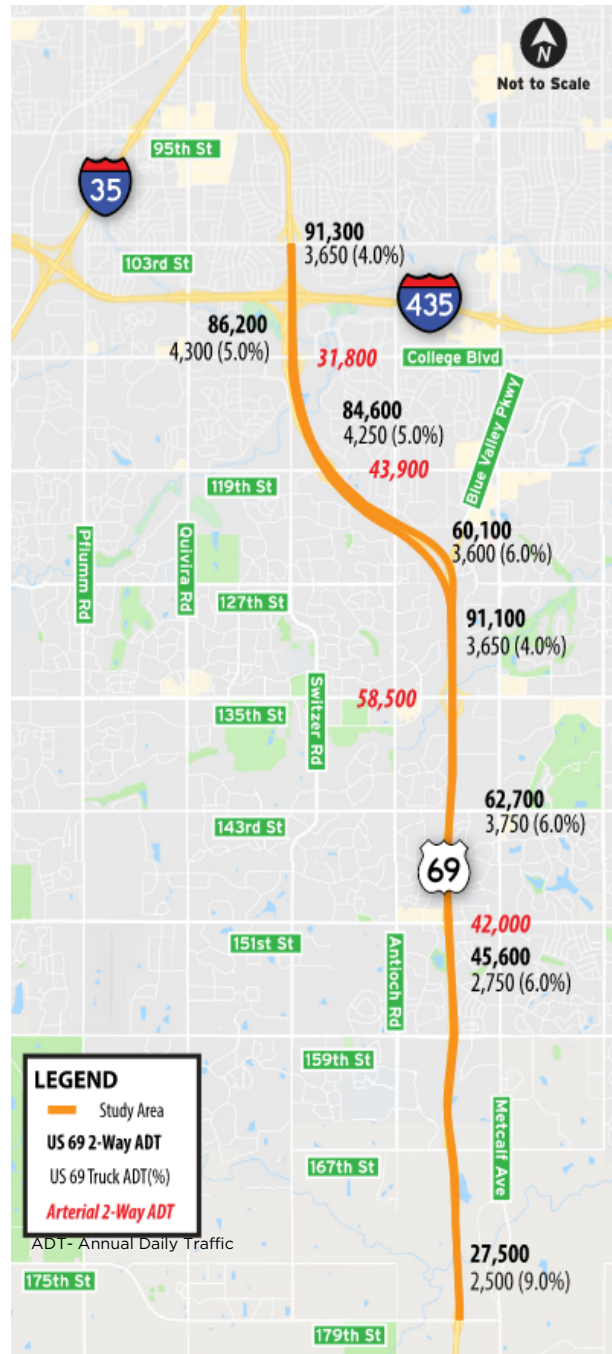 N
Not to Scale
95th St
35
91,300
3,650 (4.0%)
103rd St
435
86,200
4,300 (5.0%)
31,800
College Blvd
84,600
4,250 (5.0%)
43,900
Blue Valley Pkwy
119th St
60,100
3,600 (6.0%)
Pflumm Rd
Quivira Rd
127th St
91,100
3,650 (4.0%)
Switzer Rd
58,500
135th St
62,700
3,750 (6.0%)
143rd St
69
42,000
151st St
Antioch Rd
45,600
2,750 (6.0%)
159th St
LEGEND
Study Area
US 69 2-Way ADT
US 69 Truck ADT(%)
Arterial 2-Way ADT
ADT- Annual Daily Traffic
Metcalf Ave
167th St
27,500
2,500 (9.0%)
175th St
179th St